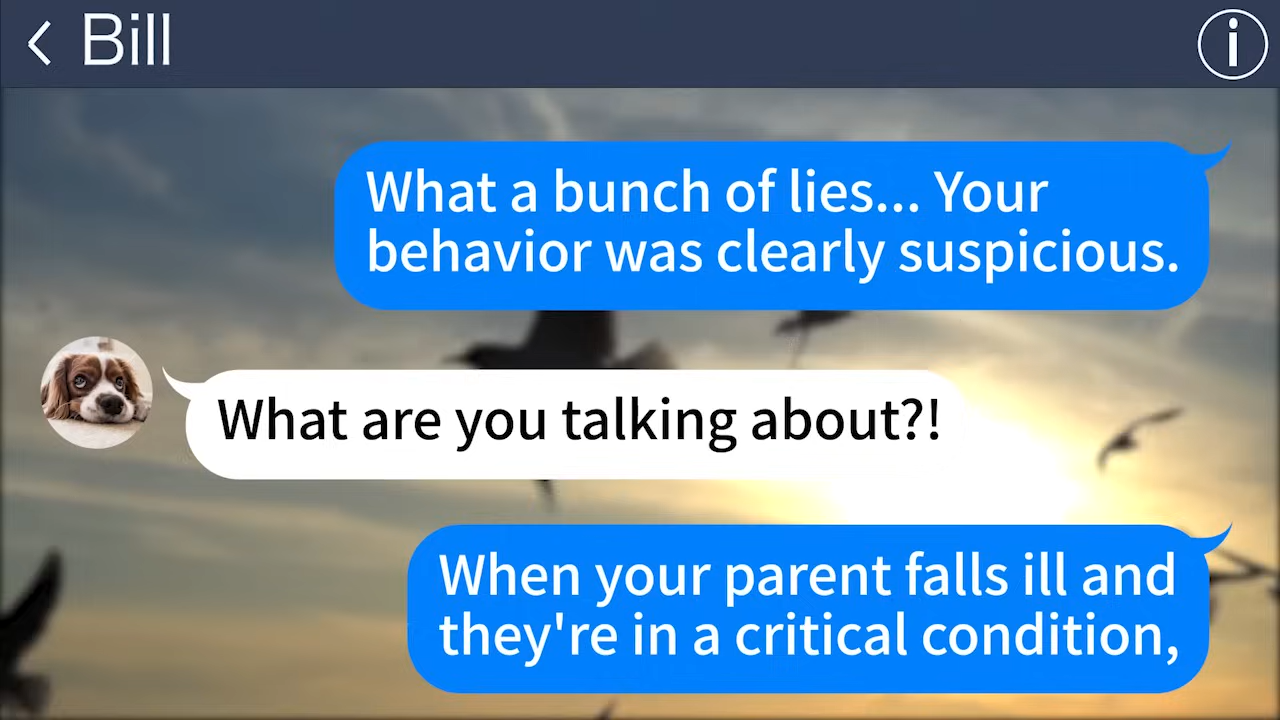 Bill
What a bunch of lies... Your
behavior was clearly suspicious.
What are you talking about?!
When your parent falls ill and
they're in a critical condition,